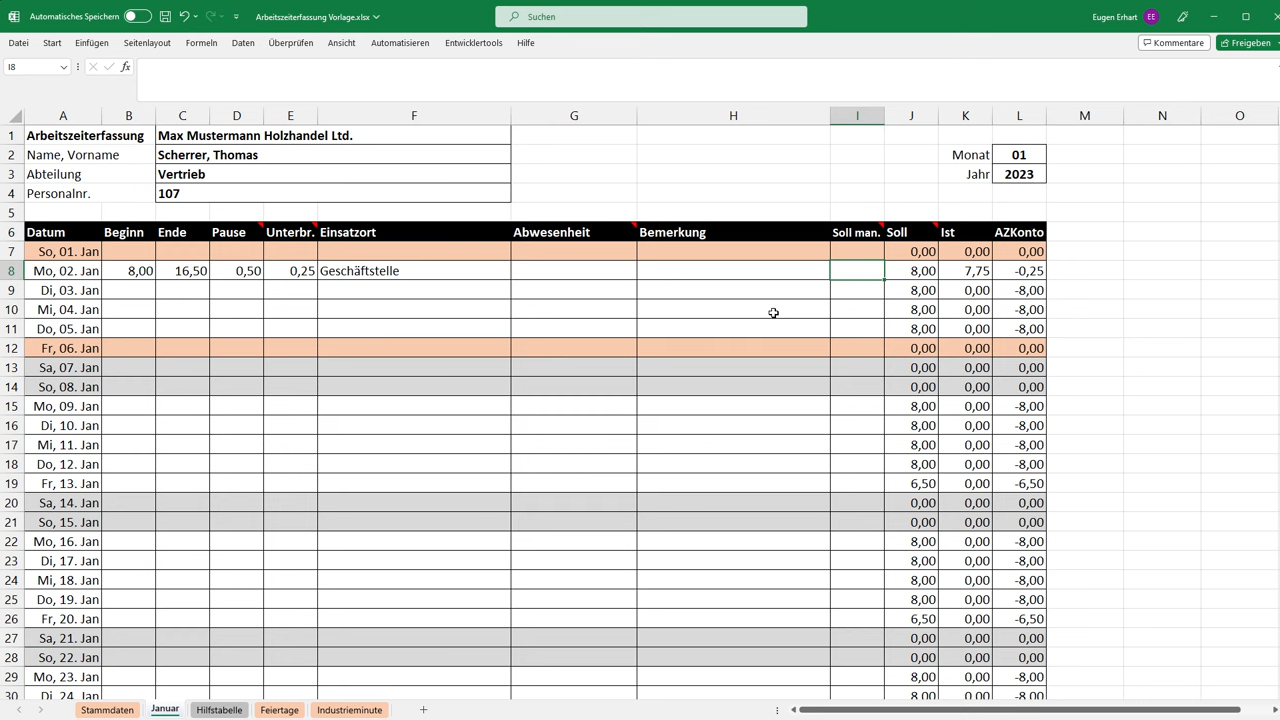 Automatisches Speichern
Arbeitszeiterfassung Vorlage.xlsx
Suchen
Eugen Erhart
EE
Datei Start Einfügen Seitenlayout Formeln Daten Überprüfen Ansicht Automatisieren Entwicklertools Hilfe
Kommentare
Freigeben
I8
fx
A B C D E F G H I J K L M N O
1 Arbeitszeiterfassung Max Mustermann Holzhandel Ltd.
2 Name, Vorname Scherrer, Thomas Monat 01
3 Abteilung Vertrieb Jahr 2023
4 Personalnr. 107
5
6 Datum Beginn Ende Pause Unterbr. Einsatzort Abwesenheit Bemerkung Soll man. Soll Ist AZKonto
7 So, 01. Jan 0,00 0,00 0,00
8 Mo, 02. Jan 8,00 16,50 0,50 0,25 Geschäftstelle 8,00 7,75 -0,25
9 Di, 03. Jan 8,00 0,00 -8,00
10 Mi, 04. Jan 8,00 0,00 -8,00
11 Do, 05. Jan 8,00 0,00 -8,00
12 Fr, 06. Jan 0,00 0,00 0,00
13 Sa, 07. Jan 0,00 0,00 0,00
14 So, 08. Jan 0,00 0,00 0,00
15 Mo, 09. Jan 8,00 0,00 -8,00
16 Di, 10. Jan 8,00 0,00 -8,00
17 Mi, 11. Jan 8,00 0,00 -8,00
18 Do, 12. Jan 8,00 0,00 -8,00
19 Fr, 13. Jan 6,50 0,00 -6,50
20 Sa, 14. Jan 0,00 0,00 0,00
21 So, 15. Jan 0,00 0,00 0,00
22 Mo, 16. Jan 8,00 0,00 -8,00
23 Di, 17. Jan 8,00 0,00 -8,00
24 Mi, 18. Jan 8,00 0,00 -8,00
25 Do, 19. Jan 8,00 0,00 -8,00
26 Fr, 20. Jan 6,50 0,00 -6,50
27 Sa, 21. Jan 0,00 0,00 0,00
28 So, 22. Jan 0,00 0,00 0,00
29 Mo, 23. Jan 8,00 0,00 -8,00
30 Di, 24. Jan 8,00 0,00 -8,00
Stammdaten Januar Hilfstabelle Feiertage Industrieminute